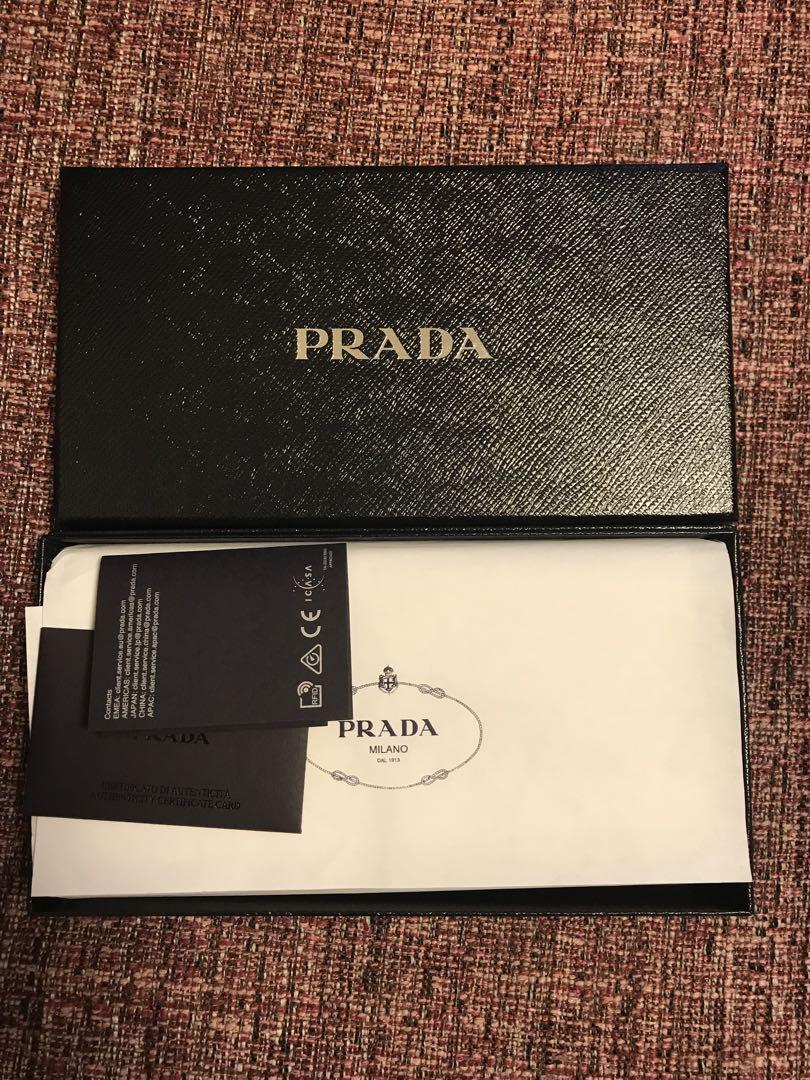 PRADA
Contacts
EMEA: client.service.eu@prada.com
AMERICAS: client.service.americas@prada.com
JAPAN: client.service.jp@prada.com
CHINA: client.service.china@prada.com
APAC: client.service.apac@prada.com
RFID
CE
ICASA
APPROVED
PRADA
CERTIFICATO DI AUTENTICITÀ
AUTHENTICITY CERTIFICATE CARD
PRADA
MILANO
DAL 1913